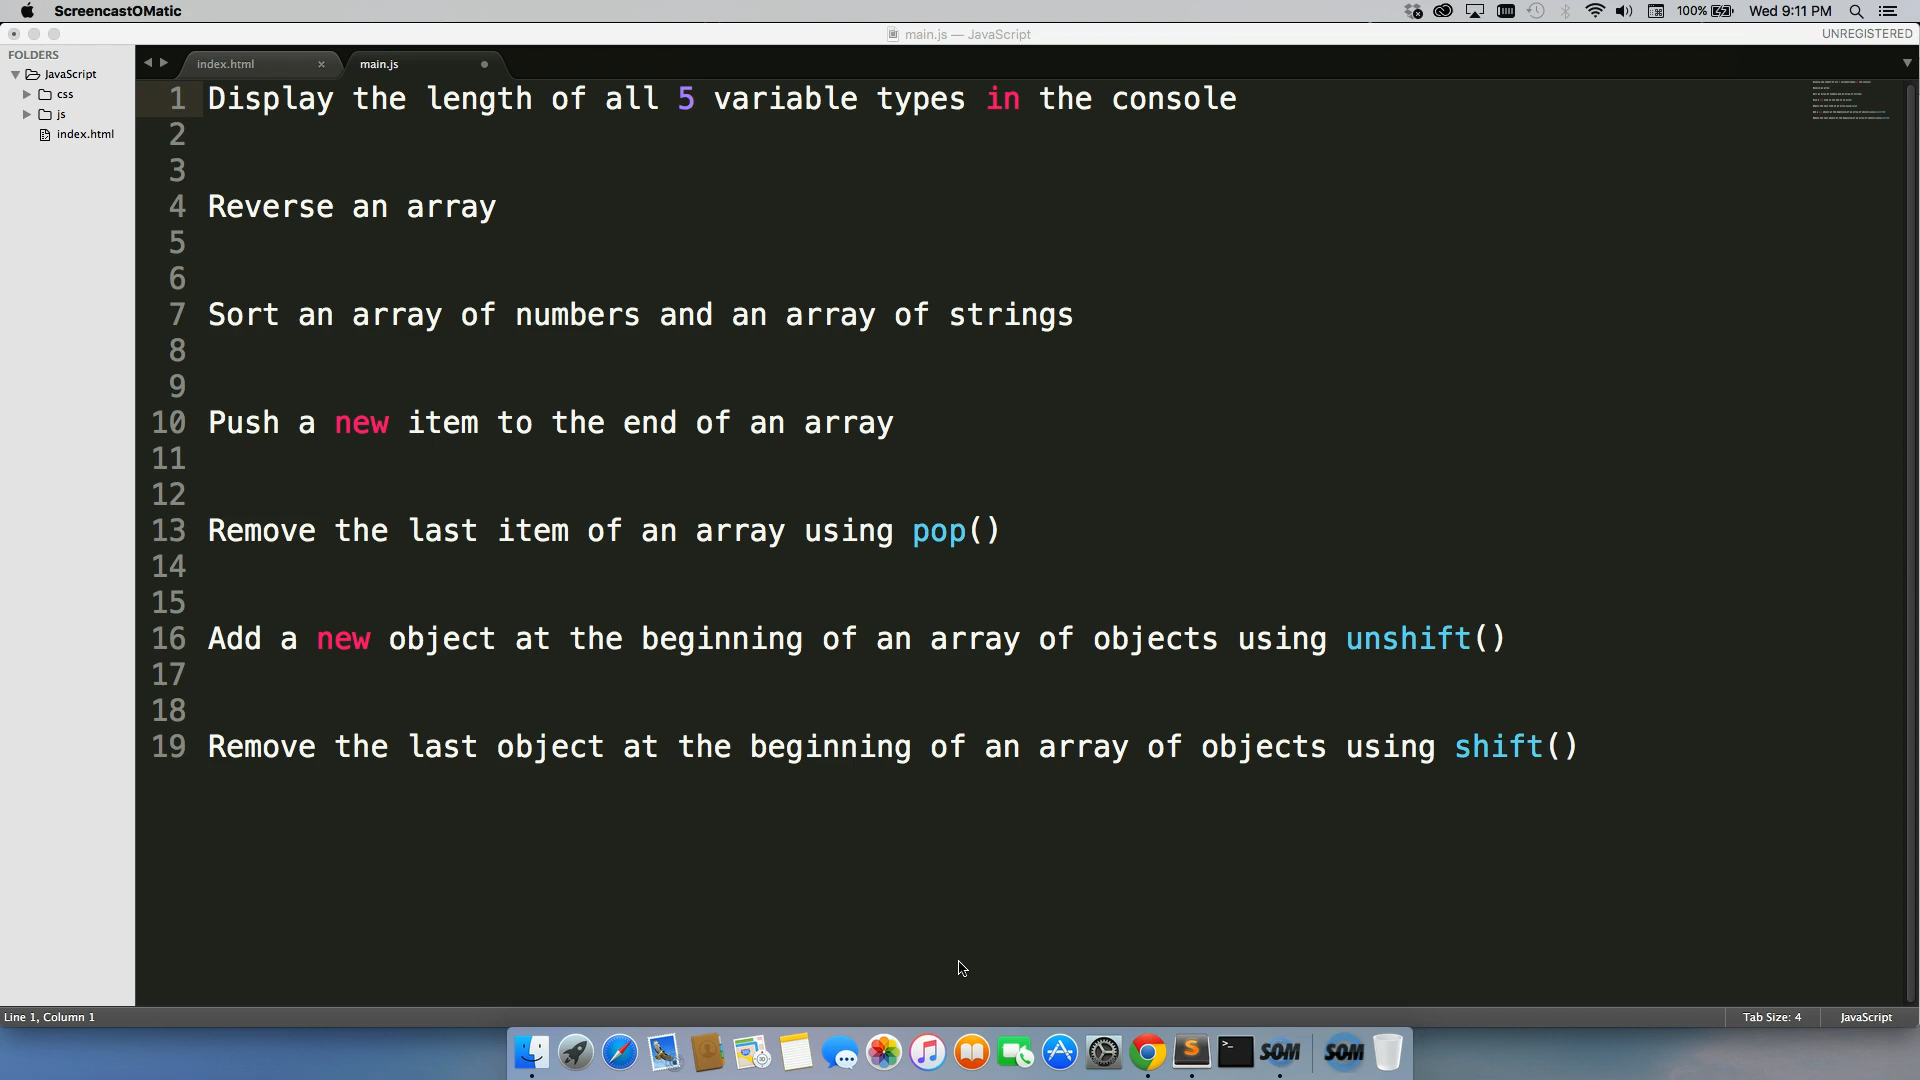 ScreencastOMatic
100%
Wed 9:11 PM
main.js — JavaScript
UNREGISTERED
FOLDERS
JavaScript
css
js
index.html
index.html
main.js
1 Display the length of all 5 variable types in the console
2
3
4 Reverse an array
5
6
7 Sort an array of numbers and an array of strings
8
9
10 Push a new item to the end of an array
11
12
13 Remove the last item of an array using pop()
14
15
16 Add a new object at the beginning of an array of objects using unshift()
17
18
19 Remove the last object at the beginning of an array of objects using shift()
Line 1, Column 1
Tab Size: 4
JavaScript
SOM
SOM